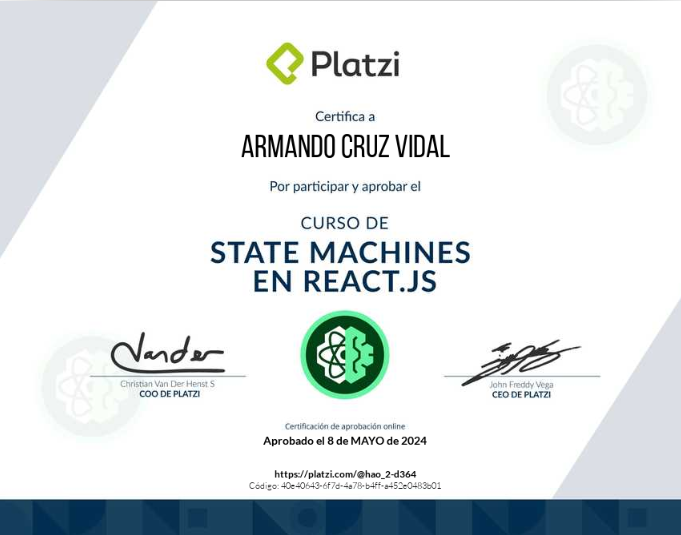 Platzi
Certifica a
ARMANDO CRUZ VIDAL
Por participar y aprobar el
CURSO DE
STATE MACHINES
EN REACT.JS
Vander
Christian Van Der Henst S
COO DE PLATZI
John Freddy Vega
CEO DE PLATZI
Certificación de aprobación online
Aprobado el 8 de MAYO de 2024
https://platzi.com/@hao_2-d364
Código: 40e40643-6f7d-4a78-b4ff-a452e0483b01